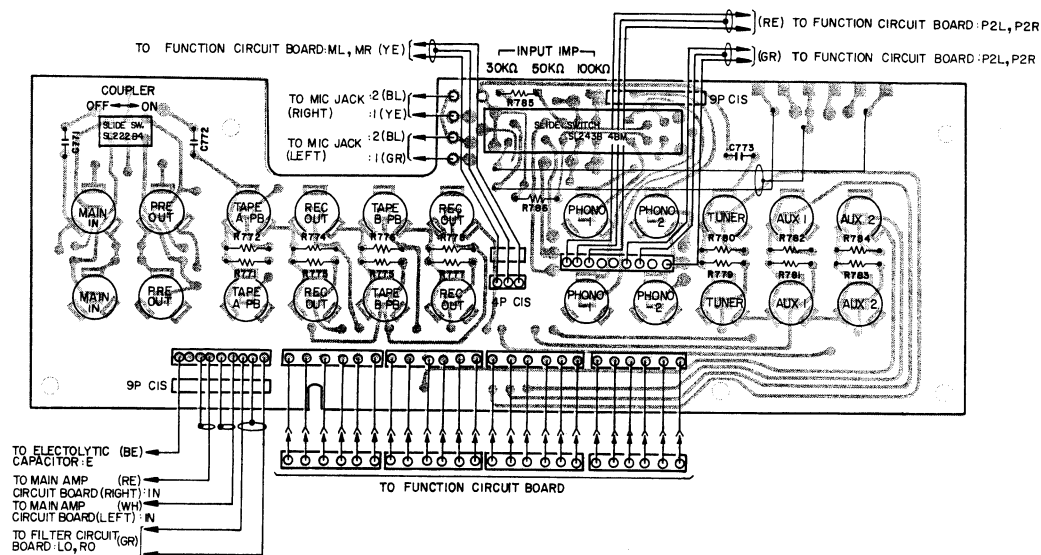 (RE) TO FUNCTION CIRCUIT BOARD: P2L, P2R
TO FUNCTION CIRCUIT BOARD: ML, MR (YE)
INPUT IMP
30KΩ 50KΩ 100KΩ
(GR) TO FUNCTION CIRCUIT BOARD: P2L, P2R
COUPLER
OFF ON
SLIDE SW.
C771
C772
TO MIC JACK :2 (BL)
(RIGHT) :1 (YE)
TO MIC JACK :2 (BL)
(LEFT) :1 (GR)
R785
9P CIS
SLIDE SWITCH
C773
R786
MAIN IN
PRE OUT
TAPE A PB
REC OUT
TAPE B PB
REC OUT
PHONO 1
PHONO 2
TUNER
AUX 1
AUX 2
R772 R774 R776 R778 R780 R782 R784
R771 R773 R775 R777 R779 R781 R783
MAIN IN
PRE OUT
TAPE A PB
REC OUT
TAPE B PB
REC OUT
4P CIS
PHONO 1
PHONO 2
TUNER
AUX 1
AUX 2
9P CIS
TO ELECTOLYTIC (BE)
CAPACITOR: E
TO MAIN AMP (RE)
CIRCUIT BOARD (RIGHT): IN
TO MAIN AMP (WH)
CIRCUIT BOARD (LEFT): IN
TO FILTER CIRCUIT (GR)
BOARD: LO, RO
TO FUNCTION CIRCUIT BOARD